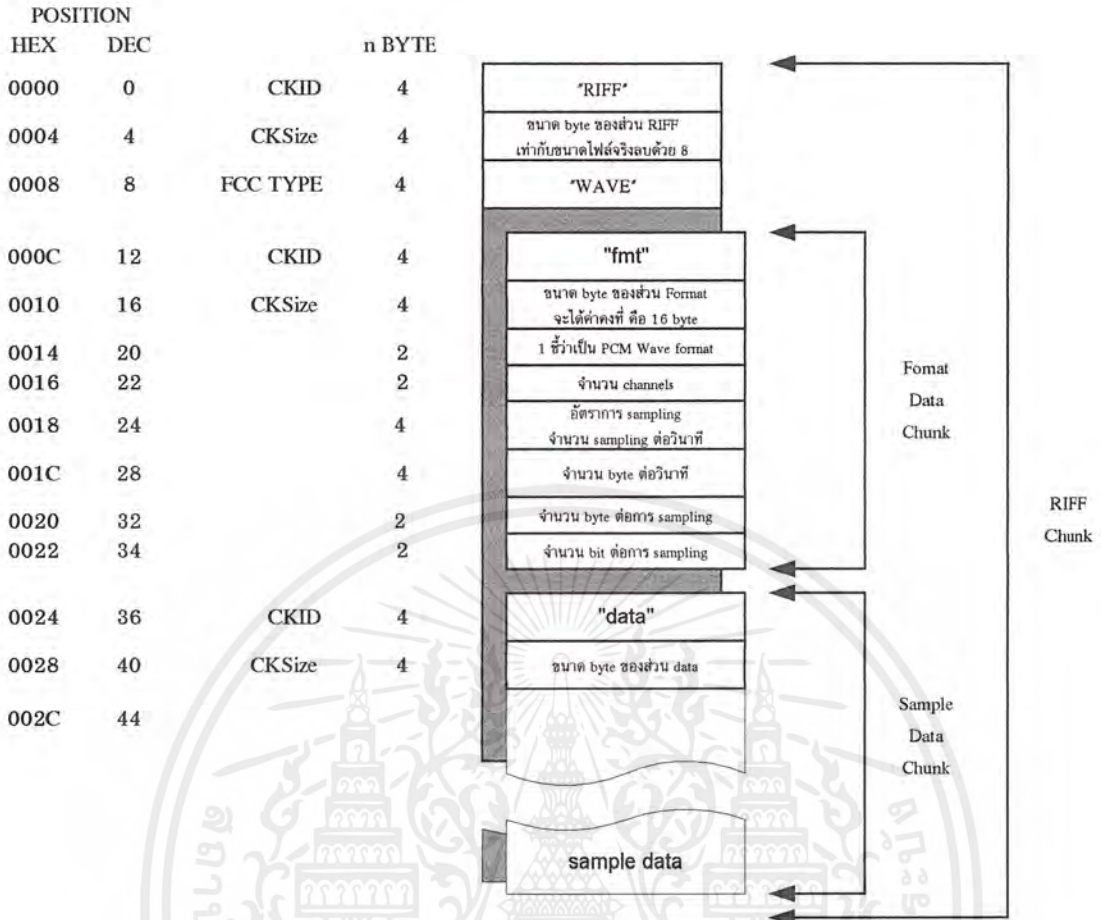 POSITION
HEX DEC n BYTE
0000 0 CKID 4 "RIFF"
0004 4 CKSize 4 ขนาด byte ของส่วน RIFF
เท่ากับขนาดไฟล์จริงลบด้วย 8
0008 8 FCC TYPE 4 "WAVE"
000C 12 CKID 4 "fmt"
0010 16 CKSize 4 ขนาด byte ของส่วน Format
จะได้ค่าคงที่ คือ 16 byte
0014 20 2 1 ชี้ว่าเป็น PCM Wave format
0016 22 2 จำนวน channels
0018 24 4 อัตราการ sampling
จำนวน sampling ต่อวินาที
001C 28 4 จำนวน byte ต่อวินาที
0020 32 2 จำนวน byte ต่อการ sampling
0022 34 2 จำนวน bit ต่อการ sampling
Fomat
Data
Chunk
RIFF
Chunk
0024 36 CKID 4 "data"
0028 40 CKSize 4 ขนาด byte ของส่วน data
002C 44
Sample
Data
Chunk
sample data